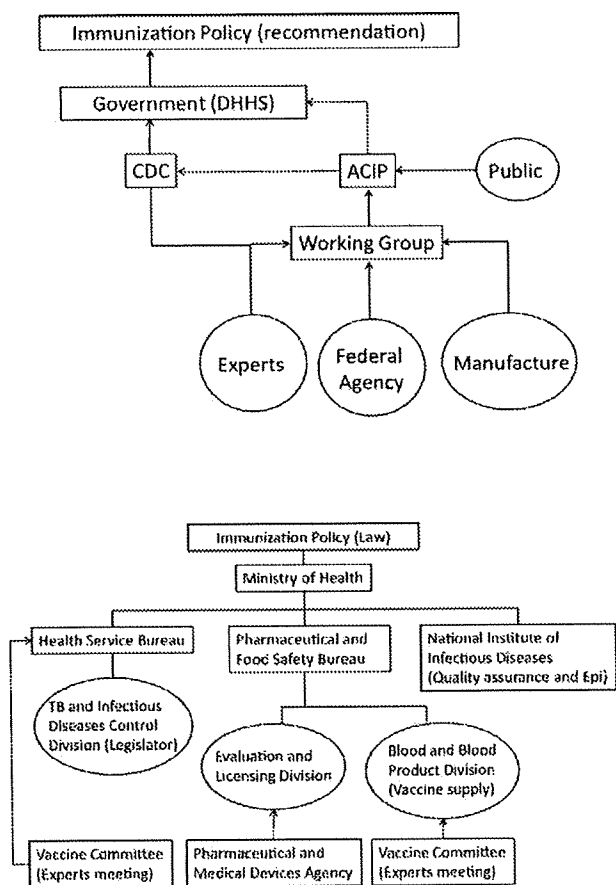 Immunization Policy (recommendation)
Government (DHHS)
CDC
ACIP
Public
Working Group
Experts
Federal
Agency
Manufacture
Immunization Policy (Law)
Ministry of Health
Health Service Bureau
Pharmaceutical and
Food Safety Bureau
National Institute of
Infectious Diseases
(Quality assurance and Epi)
TB and Infectious
Diseases Control
Division (Legislator)
Evaluation and
Licensing Division
Blood and Blood
Product Division
(Vaccine supply)
Vaccine Committee
(Experts meeting)
Pharmaceutical and
Medical Devices Agency
Vaccine Committee
(Experts meeting)